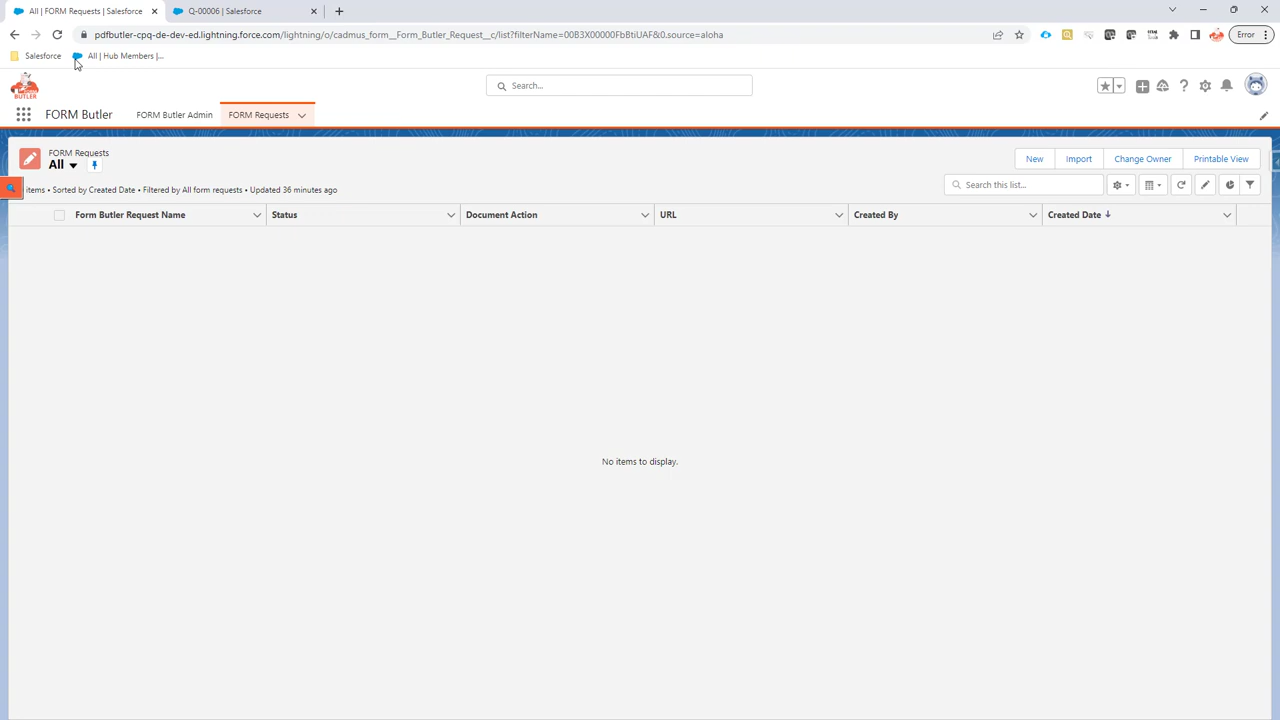 All | FORM Requests | Salesforce
Q-00006 | Salesforce
pdfbutler-cpq-de-dev-ed.lightning.force.com/lightning/o/cadmus_form__Form_Butler_Request__c/list?filterName=00B3X00000FbBtiUAF&0.source=aloha
Error
Salesforce
All | Hub Members |...
BUTLER
Search...
FORM Butler
FORM Butler Admin
FORM Requests
FORM Requests
All
New
Import
Change Owner
Printable View
items • Sorted by Created Date • Filtered by All form requests • Updated 36 minutes ago
Search this list...
Form Butler Request Name
Status
Document Action
URL
Created By
Created Date
No items to display.